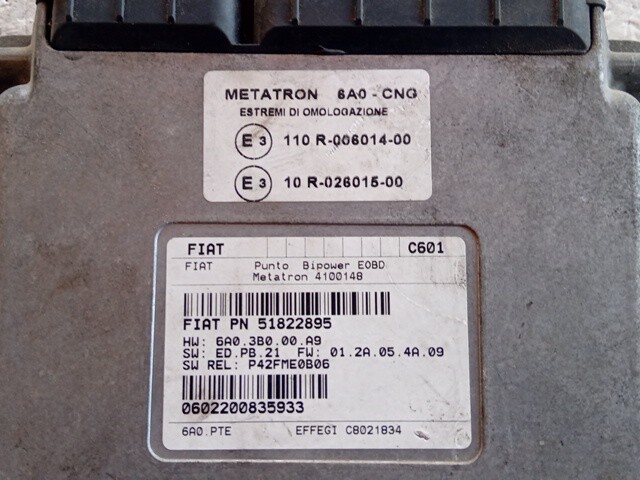 METATRON 6A0 - CNG
ESTREMI DI OMOLOGAZIONE
E 3 110 R-006014-00
E 3 10 R-026015-00
FIAT C601
FIAT Punto Bipower EOBD
Metatron 4100148
FIAT PN 51822895
HW: 6A0.3B0.00.A9
SW: ED.PB.21 FW: 01.2A.05.4A.09
SW REL: P42FME0B06
0602200835933
6A0.PTE EFFEGI C8021834